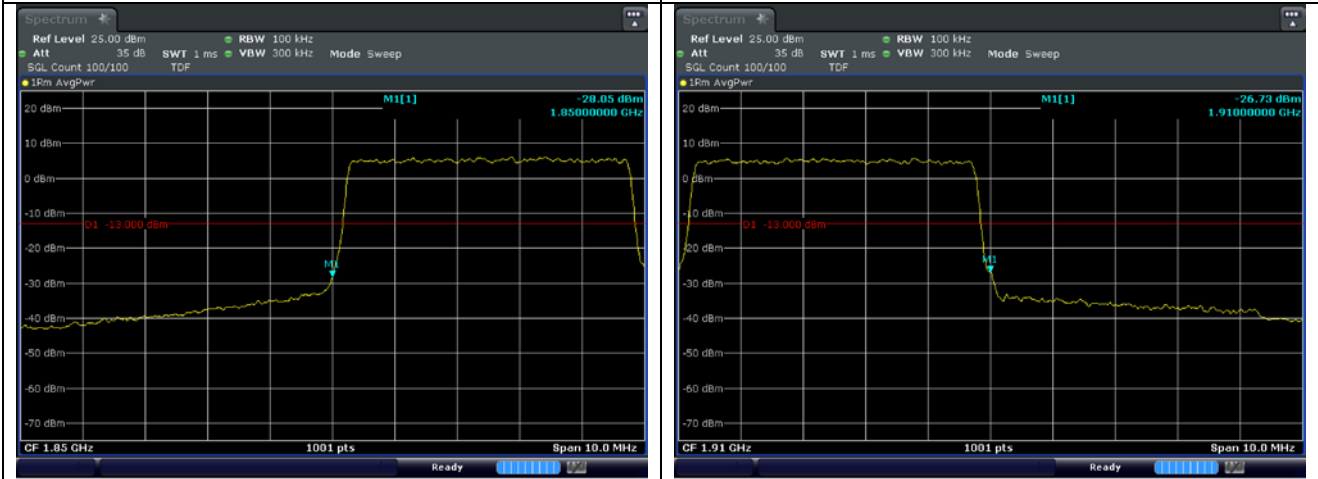 Spectrum
Ref Level 25.00 dBm RBW 100 kHz
Att 35 dB SWT 1 ms VBW 300 kHz Mode Sweep
SGL Count 100/100 TDF
1Rm AvgPwr
M1[1] -28.05 dBm
1.85000000 GHz
20 dBm
10 dBm
0 dBm
-10 dBm
D1 -13.000 dBm
-20 dBm
M1
-30 dBm
-40 dBm
-50 dBm
-60 dBm
-70 dBm
CF 1.85 GHz 1001 pts Span 10.0 MHz
Ready
Spectrum
Ref Level 25.00 dBm RBW 100 kHz
Att 35 dB SWT 1 ms VBW 300 kHz Mode Sweep
SGL Count 100/100 TDF
1Rm AvgPwr
M1[1] -26.73 dBm
1.91000000 GHz
20 dBm
10 dBm
0 dBm
-10 dBm
D1 -13.000 dBm
-20 dBm
M1
-30 dBm
-40 dBm
-50 dBm
-60 dBm
-70 dBm
CF 1.91 GHz 1001 pts Span 10.0 MHz
Ready